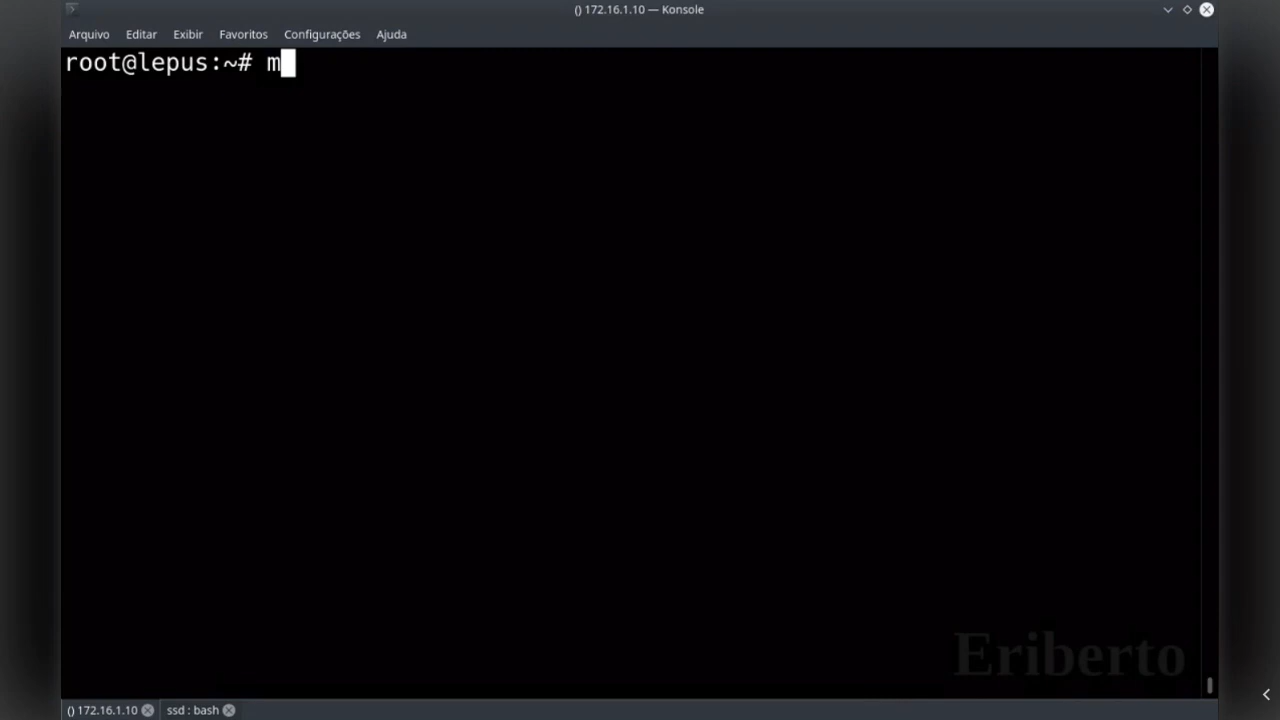 () 172.16.1.10 — Konsole
Arquivo Editar Exibir Favoritos Configurações Ajuda
root@lepus:~# m
Eriberto
() 172.16.1.10 ssd : bash